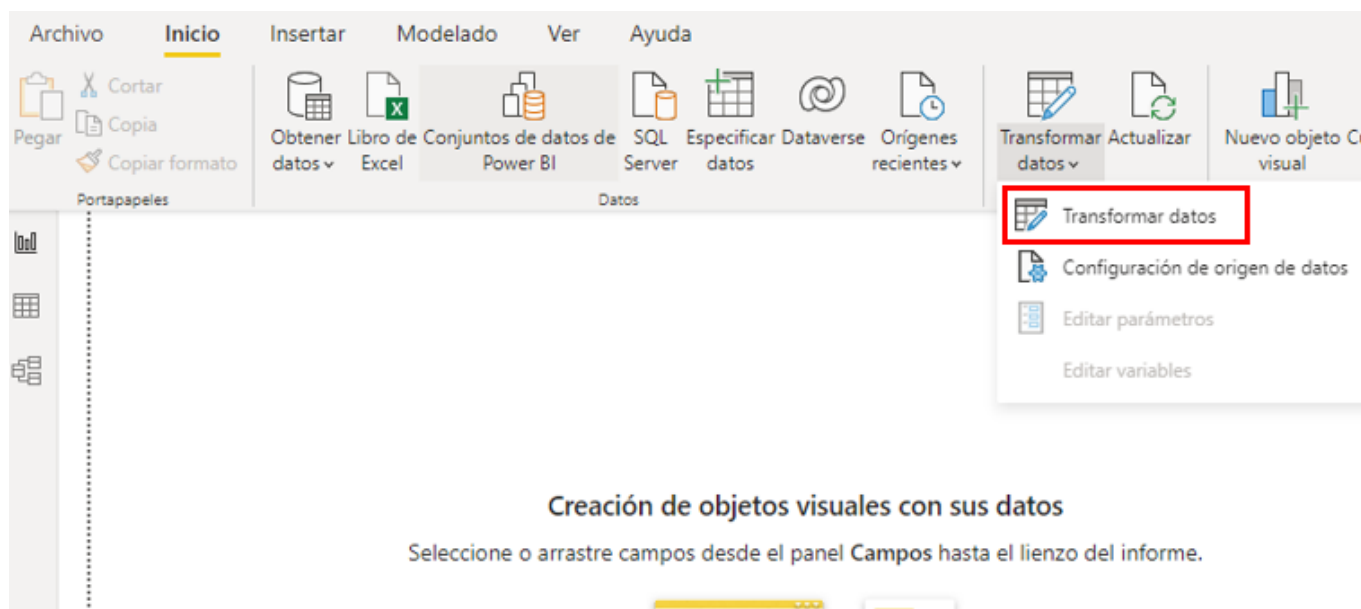 Archivo Inicio Insertar Modelado Ver Ayuda
Pegar
Cortar
Copia
Copiar formato
Portapapeles
Obtener datos
Libro de Excel
Conjuntos de datos de Power BI
SQL Server
Especificar datos
Dataverse
Orígenes recientes
Datos
Transformar datos
Actualizar
Nuevo objeto visual
Transformar datos
Configuración de origen de datos
Editar parámetros
Editar variables
Creación de objetos visuales con sus datos
Seleccione o arrastre campos desde el panel Campos hasta el lienzo del informe.